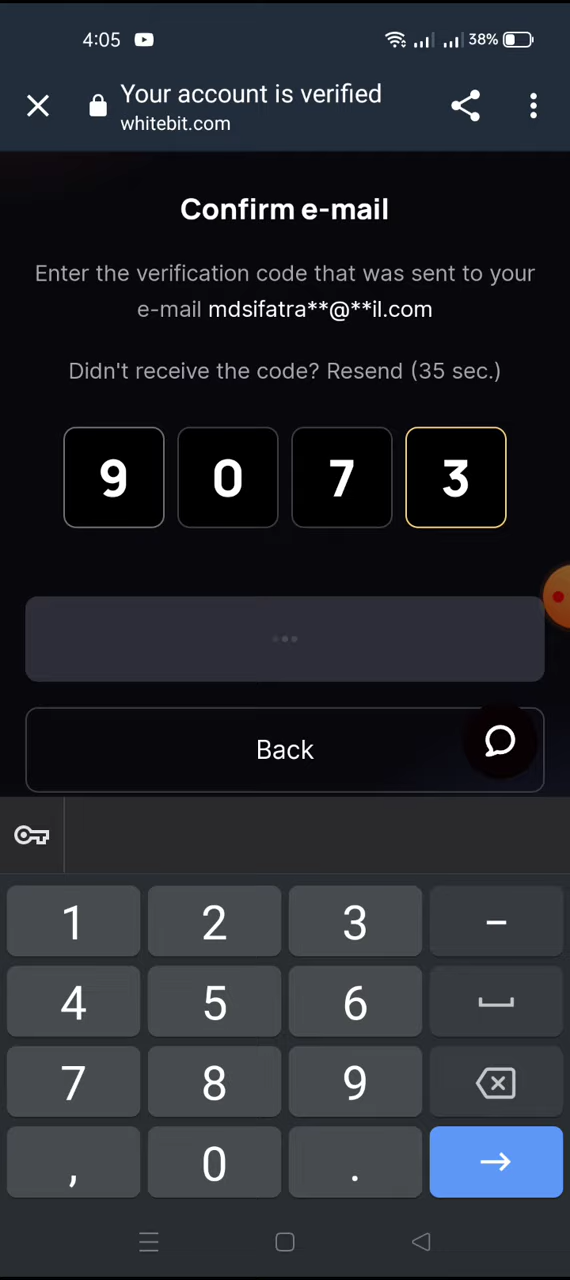 4:05 38%
Your account is verified
whitebit.com
Confirm e-mail
Enter the verification code that was sent to your
e-mail mdsifatra**@**il.com
Didn't receive the code? Resend (35 sec.)
9 0 7 3
Back
1 2 3 -
4 5 6
7 8 9
, 0 .